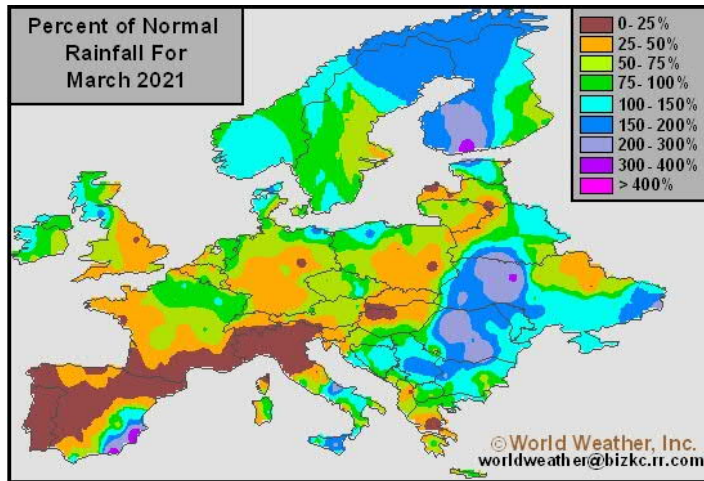 Percent of Normal
Rainfall For
March 2021
0- 25%
25- 50%
50- 75%
75- 100%
100- 150%
150- 200%
200- 300%
300- 400%
> 400%
©World Weather, Inc.
worldweather@bizkc.rr.com